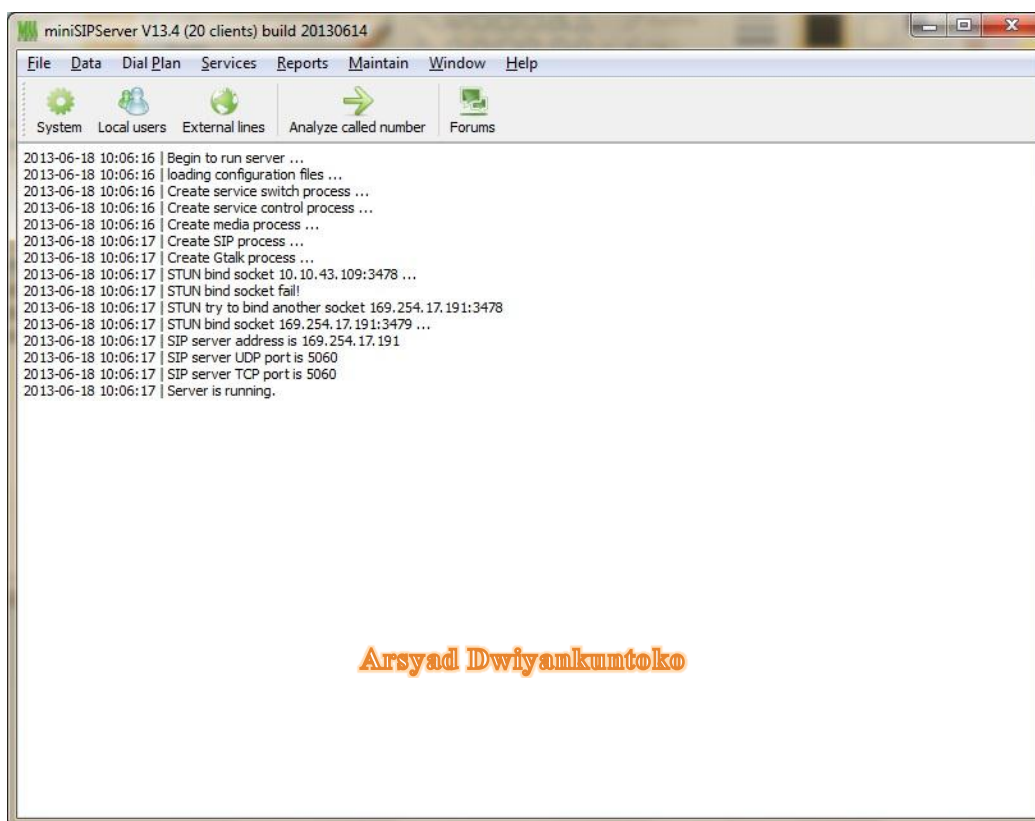 miniSIPServer V13.4 (20 clients) build 20130614
File Data Dial Plan Services Reports Maintain Window Help
System Local users External lines Analyze called number Forums
2013-06-18 10:06:16 | Begin to run server ...
2013-06-18 10:06:16 | loading configuration files ...
2013-06-18 10:06:16 | Create service switch process ...
2013-06-18 10:06:16 | Create service control process ...
2013-06-18 10:06:16 | Create media process ...
2013-06-18 10:06:17 | Create SIP process ...
2013-06-18 10:06:17 | Create Gtalk process ...
2013-06-18 10:06:17 | STUN bind socket 10.10.43.109:3478 ...
2013-06-18 10:06:17 | STUN bind socket fail!
2013-06-18 10:06:17 | STUN try to bind another socket 169.254.17.191:3478
2013-06-18 10:06:17 | STUN bind socket 169.254.17.191:3479 ...
2013-06-18 10:06:17 | SIP server address is 169.254.17.191
2013-06-18 10:06:17 | SIP server UDP port is 5060
2013-06-18 10:06:17 | SIP server TCP port is 5060
2013-06-18 10:06:17 | Server is running.
Arsyad Dwiyankuntoko